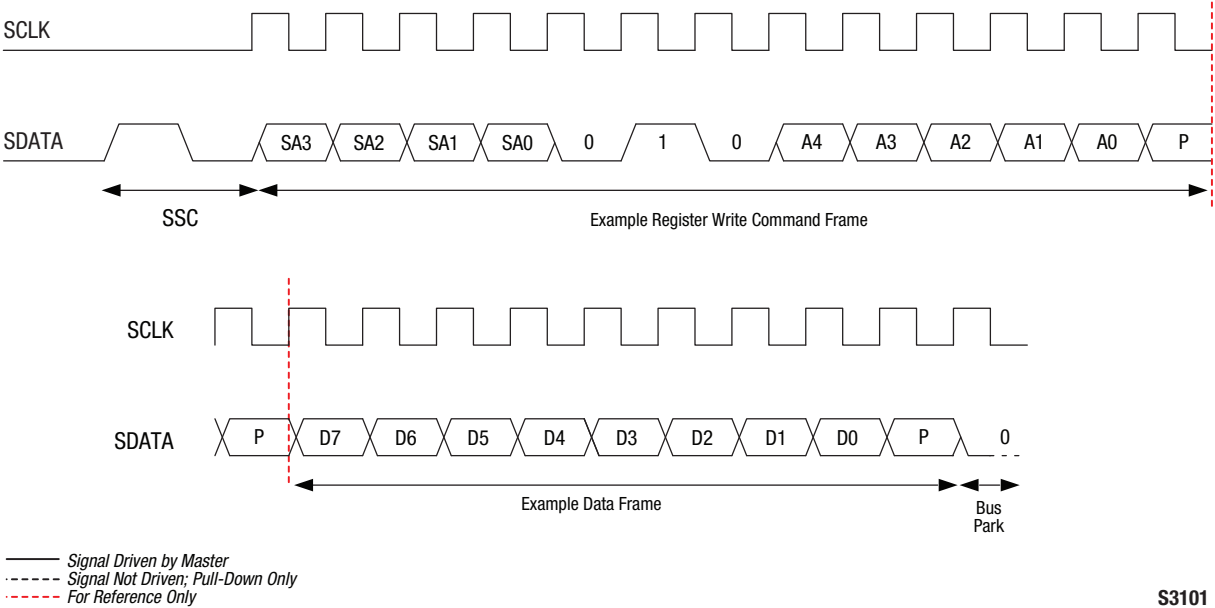 SCLK
SDATA SA3 SA2 SA1 SA0 0 1 0 A4 A3 A2 A1 A0 P
SSC Example Register Write Command Frame
SCLK
SDATA P D7 D6 D5 D4 D3 D2 D1 D0 P 0
Example Data Frame Bus
Park
Signal Driven by Master
Signal Not Driven; Pull-Down Only
For Reference Only S3101